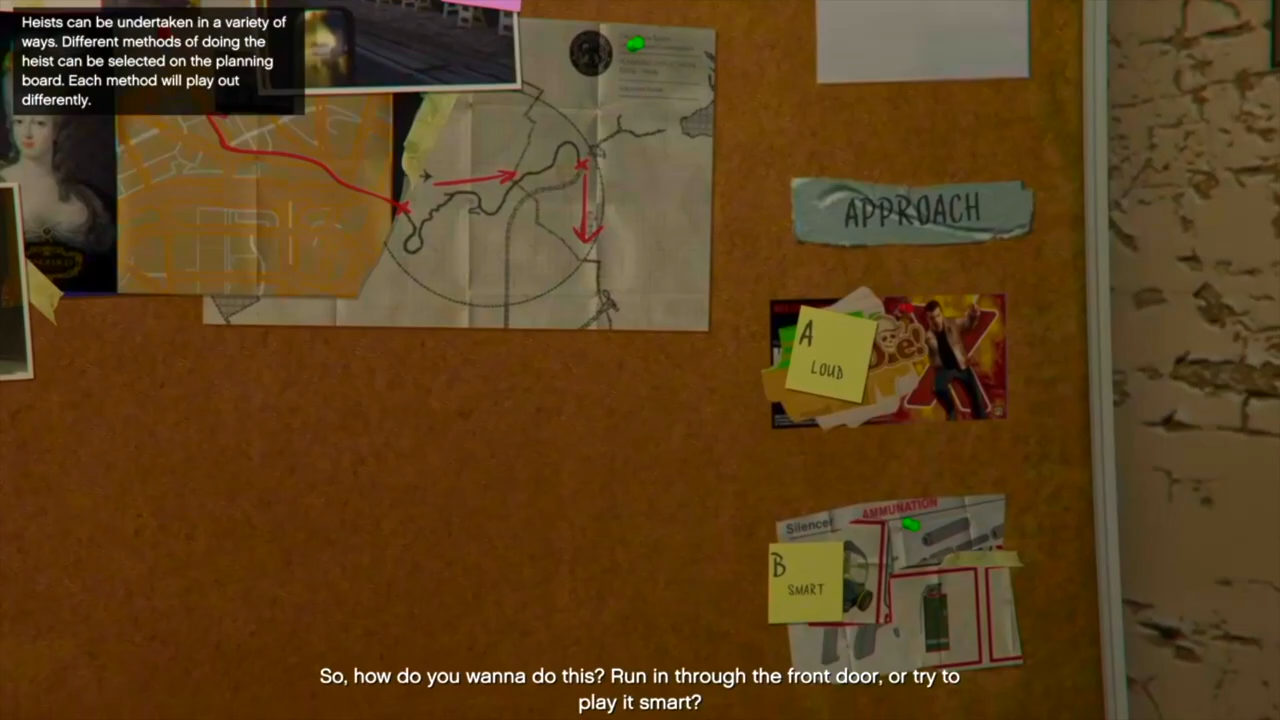 Heists can be undertaken in a variety of
ways. Different methods of doing the
heist can be selected on the planning
board. Each method will play out
differently.
APPROACH
A
LOUD
Die!
AMMUNATION
Silencer
B
SMART
So, how do you wanna do this? Run in through the front door, or try to
play it smart?